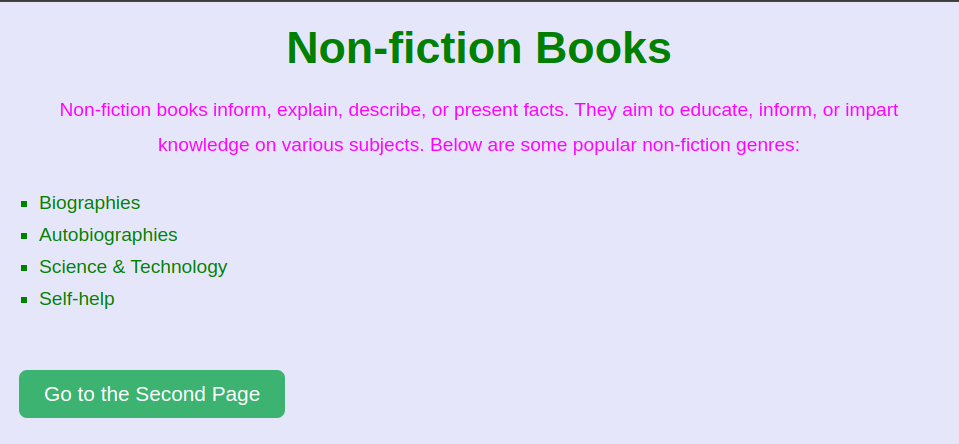 Non-fiction Books
Non-fiction books inform, explain, describe, or present facts. They aim to educate, inform, or impart
knowledge on various subjects. Below are some popular non-fiction genres:
Biographies
Autobiographies
Science & Technology
Self-help
Go to the Second Page